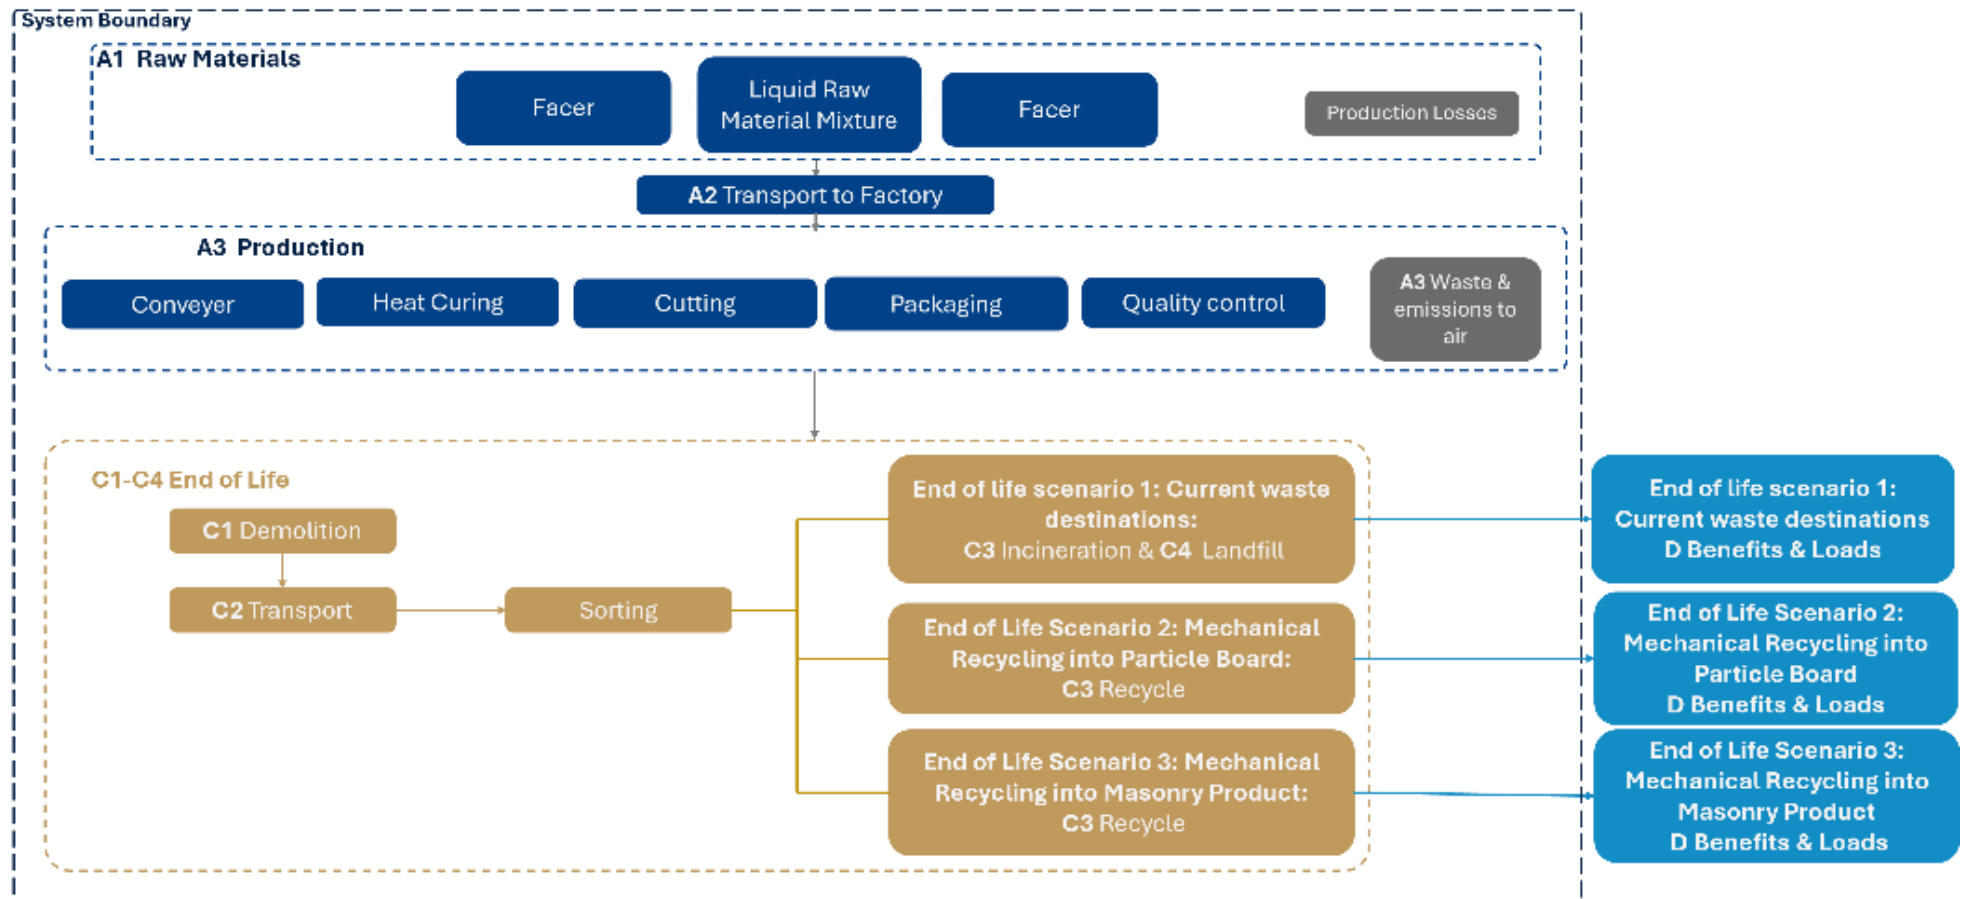 System Boundary
A1 Raw Materials
Facer
Liquid Raw
Material Mixture
Facer
Production Losses
A2 Transport to Factory
A3 Production
Conveyer
Heat Curing
Cutting
Packaging
Quality control
A3 Waste &
emissions to
air
C1-C4 End of Life
C1 Demolition
C2 Transport
Sorting
End of life scenario 1: Current waste
destinations:
C3 Incineration & C4 Landfill
End of Life Scenario 2: Mechanical
Recycling into Particle Board:
C3 Recycle
End of Life Scenario 3: Mechanical
Recycling into Masonry Product:
C3 Recycle
End of life scenario 1:
Current waste destinations
D Benefits & Loads
End of Life Scenario 2:
Mechanical Recycling into
Particle Board
D Benefits & Loads
End of Life Scenario 3:
Mechanical Recycling into
Masonry Product
D Benefits & Loads